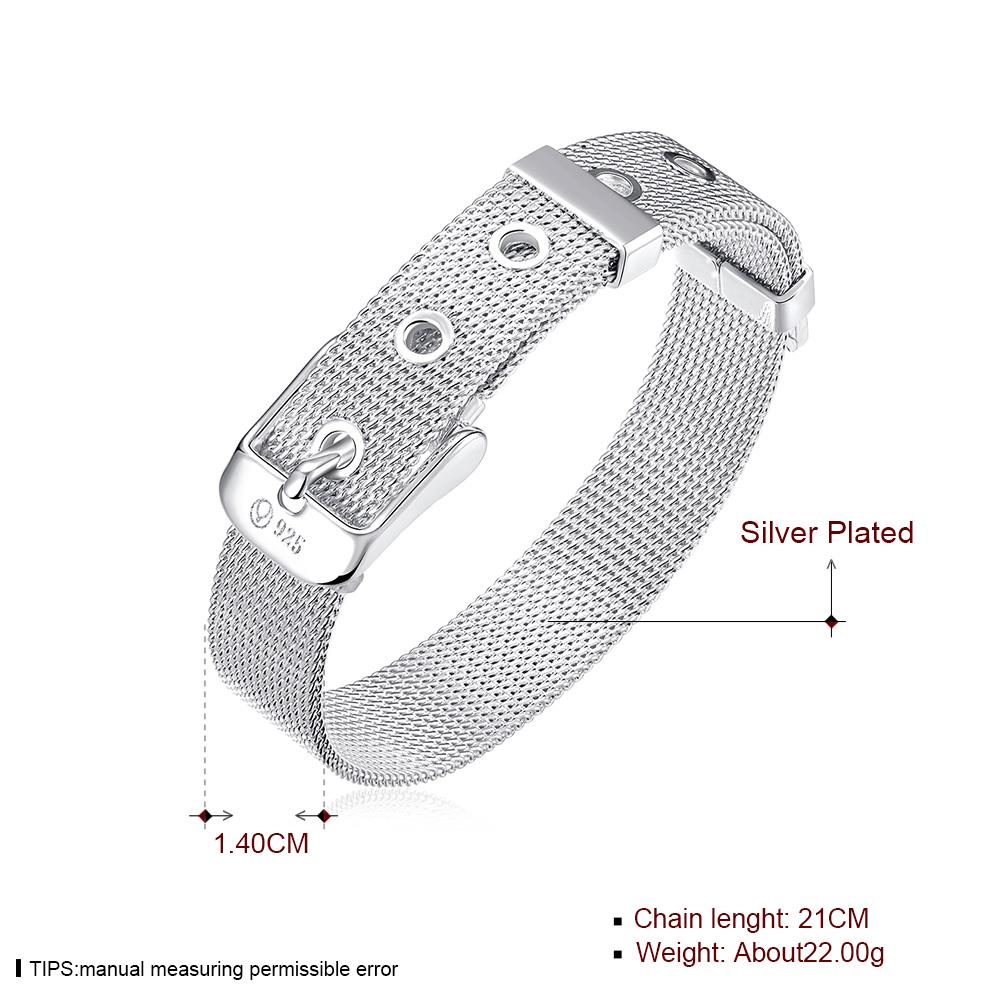 925
Silver Plated
1.40CM
Chain lenght: 21CM
Weight: About22.00g
TIPS:manual measuring permissible error